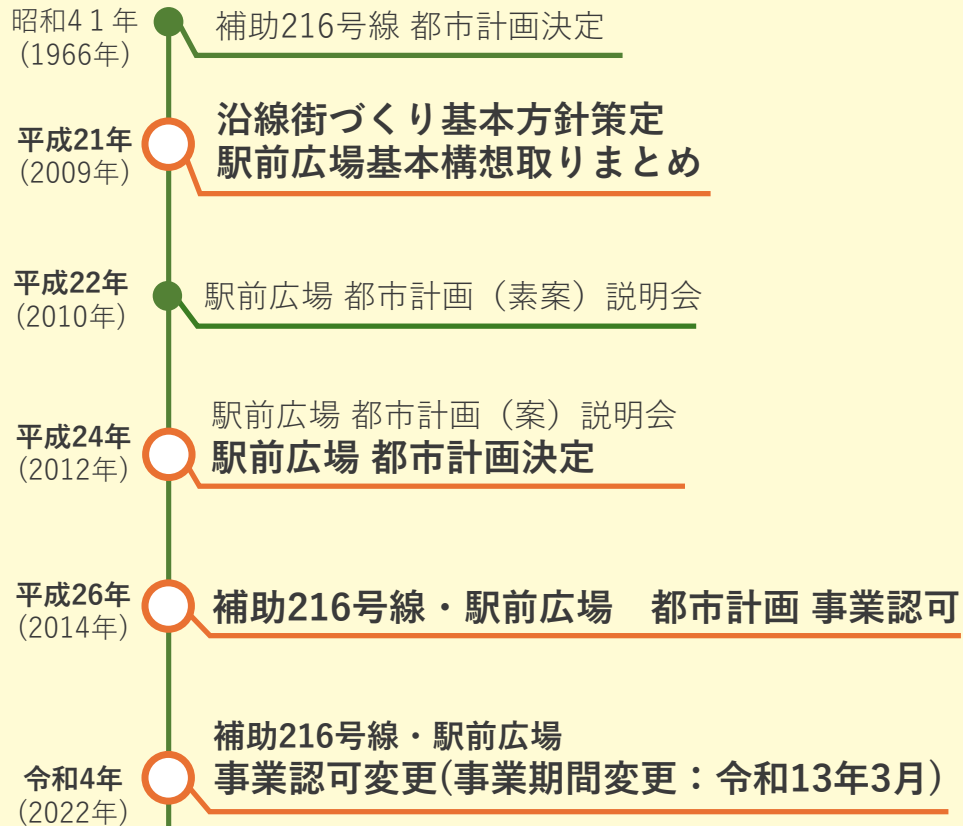 昭和4１年
(1966年)
補助216号線 都市計画決定
平成21年
(2009年)
沿線街づくり基本方針策定
駅前広場基本構想取りまとめ
平成22年
(2010年)
駅前広場 都市計画（素案）説明会
平成24年
(2012年)
駅前広場 都市計画（案）説明会
駅前広場 都市計画決定
平成26年
(2014年)
補助216号線・駅前広場　都市計画 事業認可
令和4年
(2022年)
補助216号線・駅前広場
事業認可変更(事業期間変更：令和13年3月)